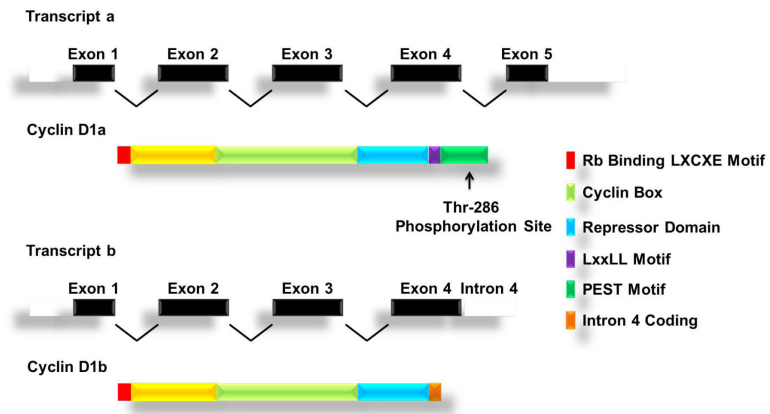 Transcript a
Exon 1 Exon 2 Exon 3 Exon 4 Exon 5
Cyclin D1a
Thr-286
Phosphorylation Site
Transcript b
Exon 1 Exon 2 Exon 3 Exon 4 Intron 4
Cyclin D1b
Rb Binding LXCXE Motif
Cyclin Box
Repressor Domain
LxxLL Motif
PEST Motif
Intron 4 Coding